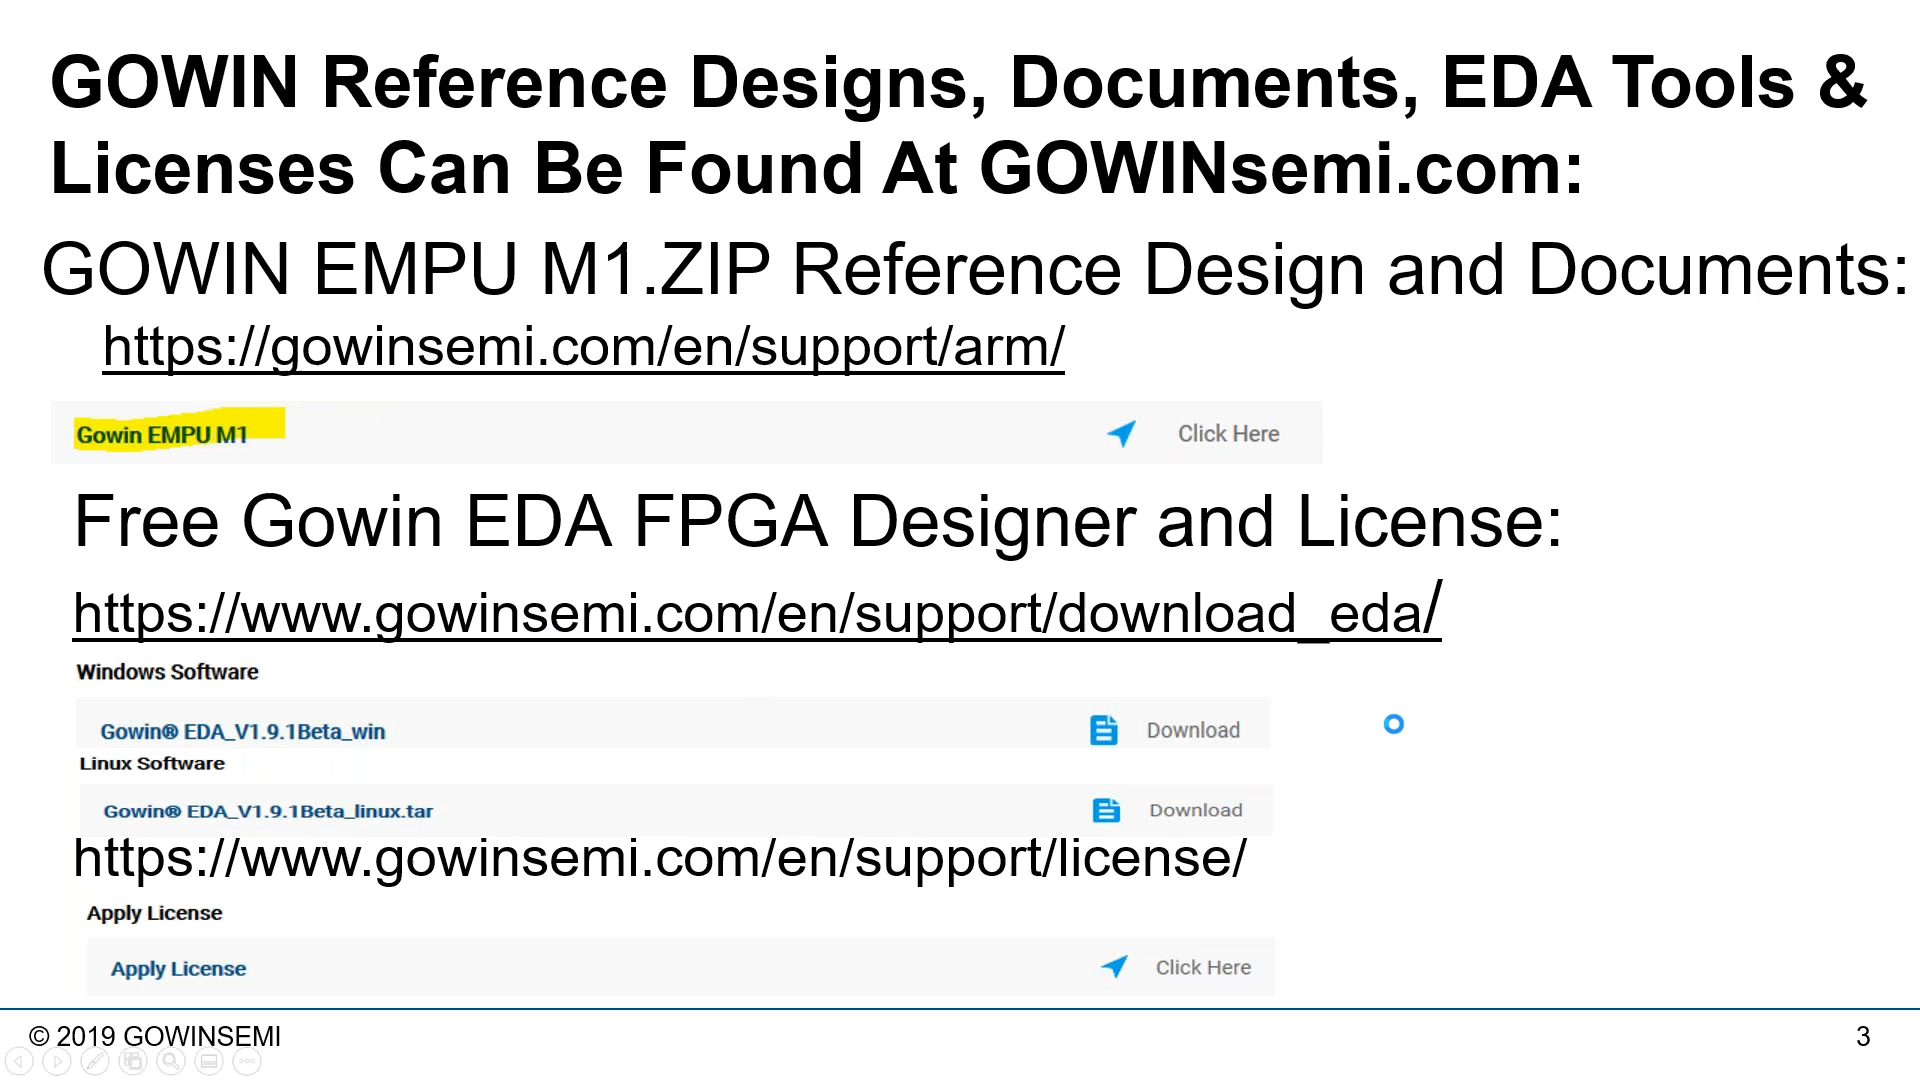 GOWIN Reference Designs, Documents, EDA Tools &
Licenses Can Be Found At GOWINsemi.com:
GOWIN EMPU M1.ZIP Reference Design and Documents:
https://gowinsemi.com/en/support/arm/
Gowin EMPU M1 Click Here
Free Gowin EDA FPGA Designer and License:
https://www.gowinsemi.com/en/support/download_eda/
Windows Software
Gowin® EDA_V1.9.1Beta_win Download
Linux Software
Gowin® EDA_V1.9.1Beta_linux.tar Download
https://www.gowinsemi.com/en/support/license/
Apply License
Apply License Click Here
© 2019 GOWINSEMI 3